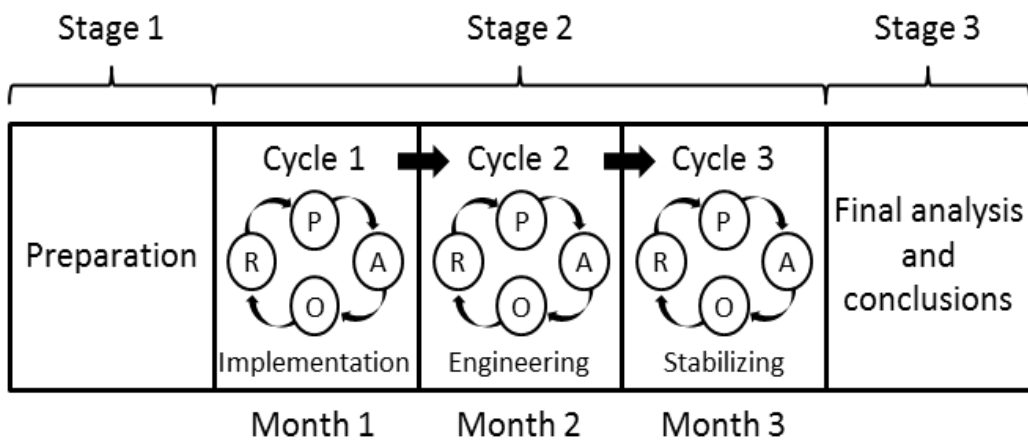 Stage 1
Stage 2
Stage 3
Preparation
Cycle 1
P
R
A
O
Implementation
Cycle 2
P
R
A
O
Engineering
Cycle 3
P
R
A
O
Stabilizing
Final analysis
and
conclusions
Month 1
Month 2
Month 3